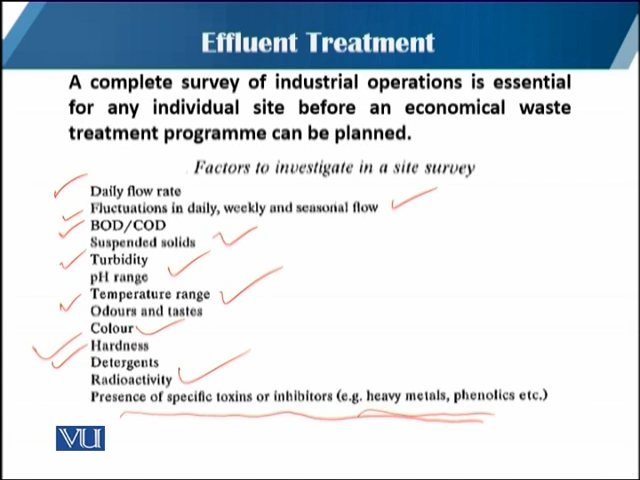 Effluent Treatment
A complete survey of industrial operations is essential
for any individual site before an economical waste
treatment programme can be planned.
Factors to investigate in a site survey
Daily flow rate
Fluctuations in daily, weekly and seasonal flow
BOD/COD
Suspended solids
Turbidity
pH range
Temperature range
Odours and tastes
Colour
Hardness
Detergents
Radioactivity
Presence of specific toxins or inhibitors (e.g. heavy metals, phenolics etc.)
VU